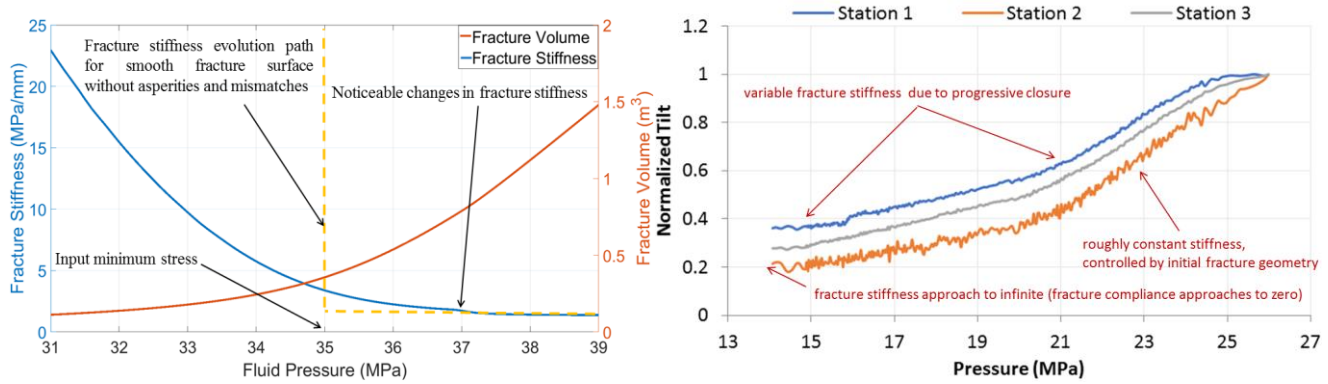 Fracture stiffness evolution path
for smooth fracture surface
without asperities and mismatches
Fracture Volume
Fracture Stiffness
Noticeable changes in fracture stiffness
Input minimum stress
Fracture Stiffness (MPa/mm)
25
20
15
10
5
0
Fracture Volume (m³)
2
1.5
1
0.5
0
31
32
33
34
35
36
37
38
39
Fluid Pressure (MPa)
Station 1
Station 2
Station 3
variable fracture stiffness due to progressive closure
roughly constant stiffness,
controlled by initial fracture geometry
fracture stiffness approach to infinite (fracture compliance approaches to zero)
Normalized Tilt
1
0.8
0.6
0.4
0.2
0
13
15
17
19
21
23
25
27
Pressure (MPa)